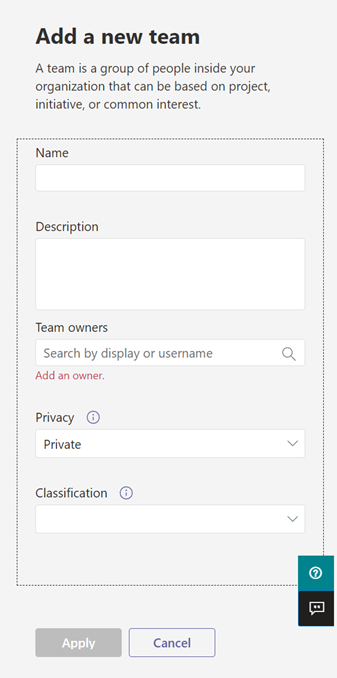 Add a new team
A team is a group of people inside your
organization that can be based on project,
initiative, or common interest.
Name
Description
Team owners
Search by display or username
Add an owner.
Privacy
Private
Classification
Apply
Cancel